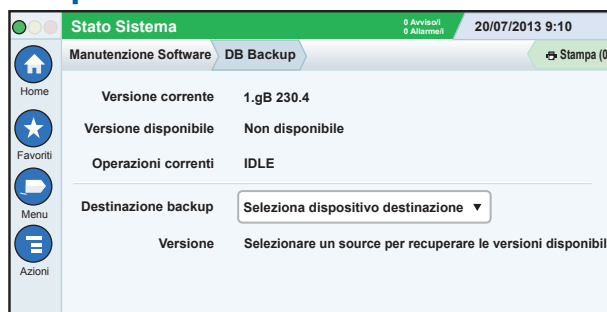 Stato Sistema
0 Avviso/i
0 Allarme/i
20/07/2013 9:10
Manutenzione Software
DB Backup
Stampa (0
Home
Favoriti
Menu
Azioni
Versione corrente 1.gB 230.4
Versione disponibile Non disponibile
Operazioni correnti IDLE
Destinazione backup Seleziona dispositivo destinazione ▼
Versione Selezionare un source per recuperare le versioni disponibil